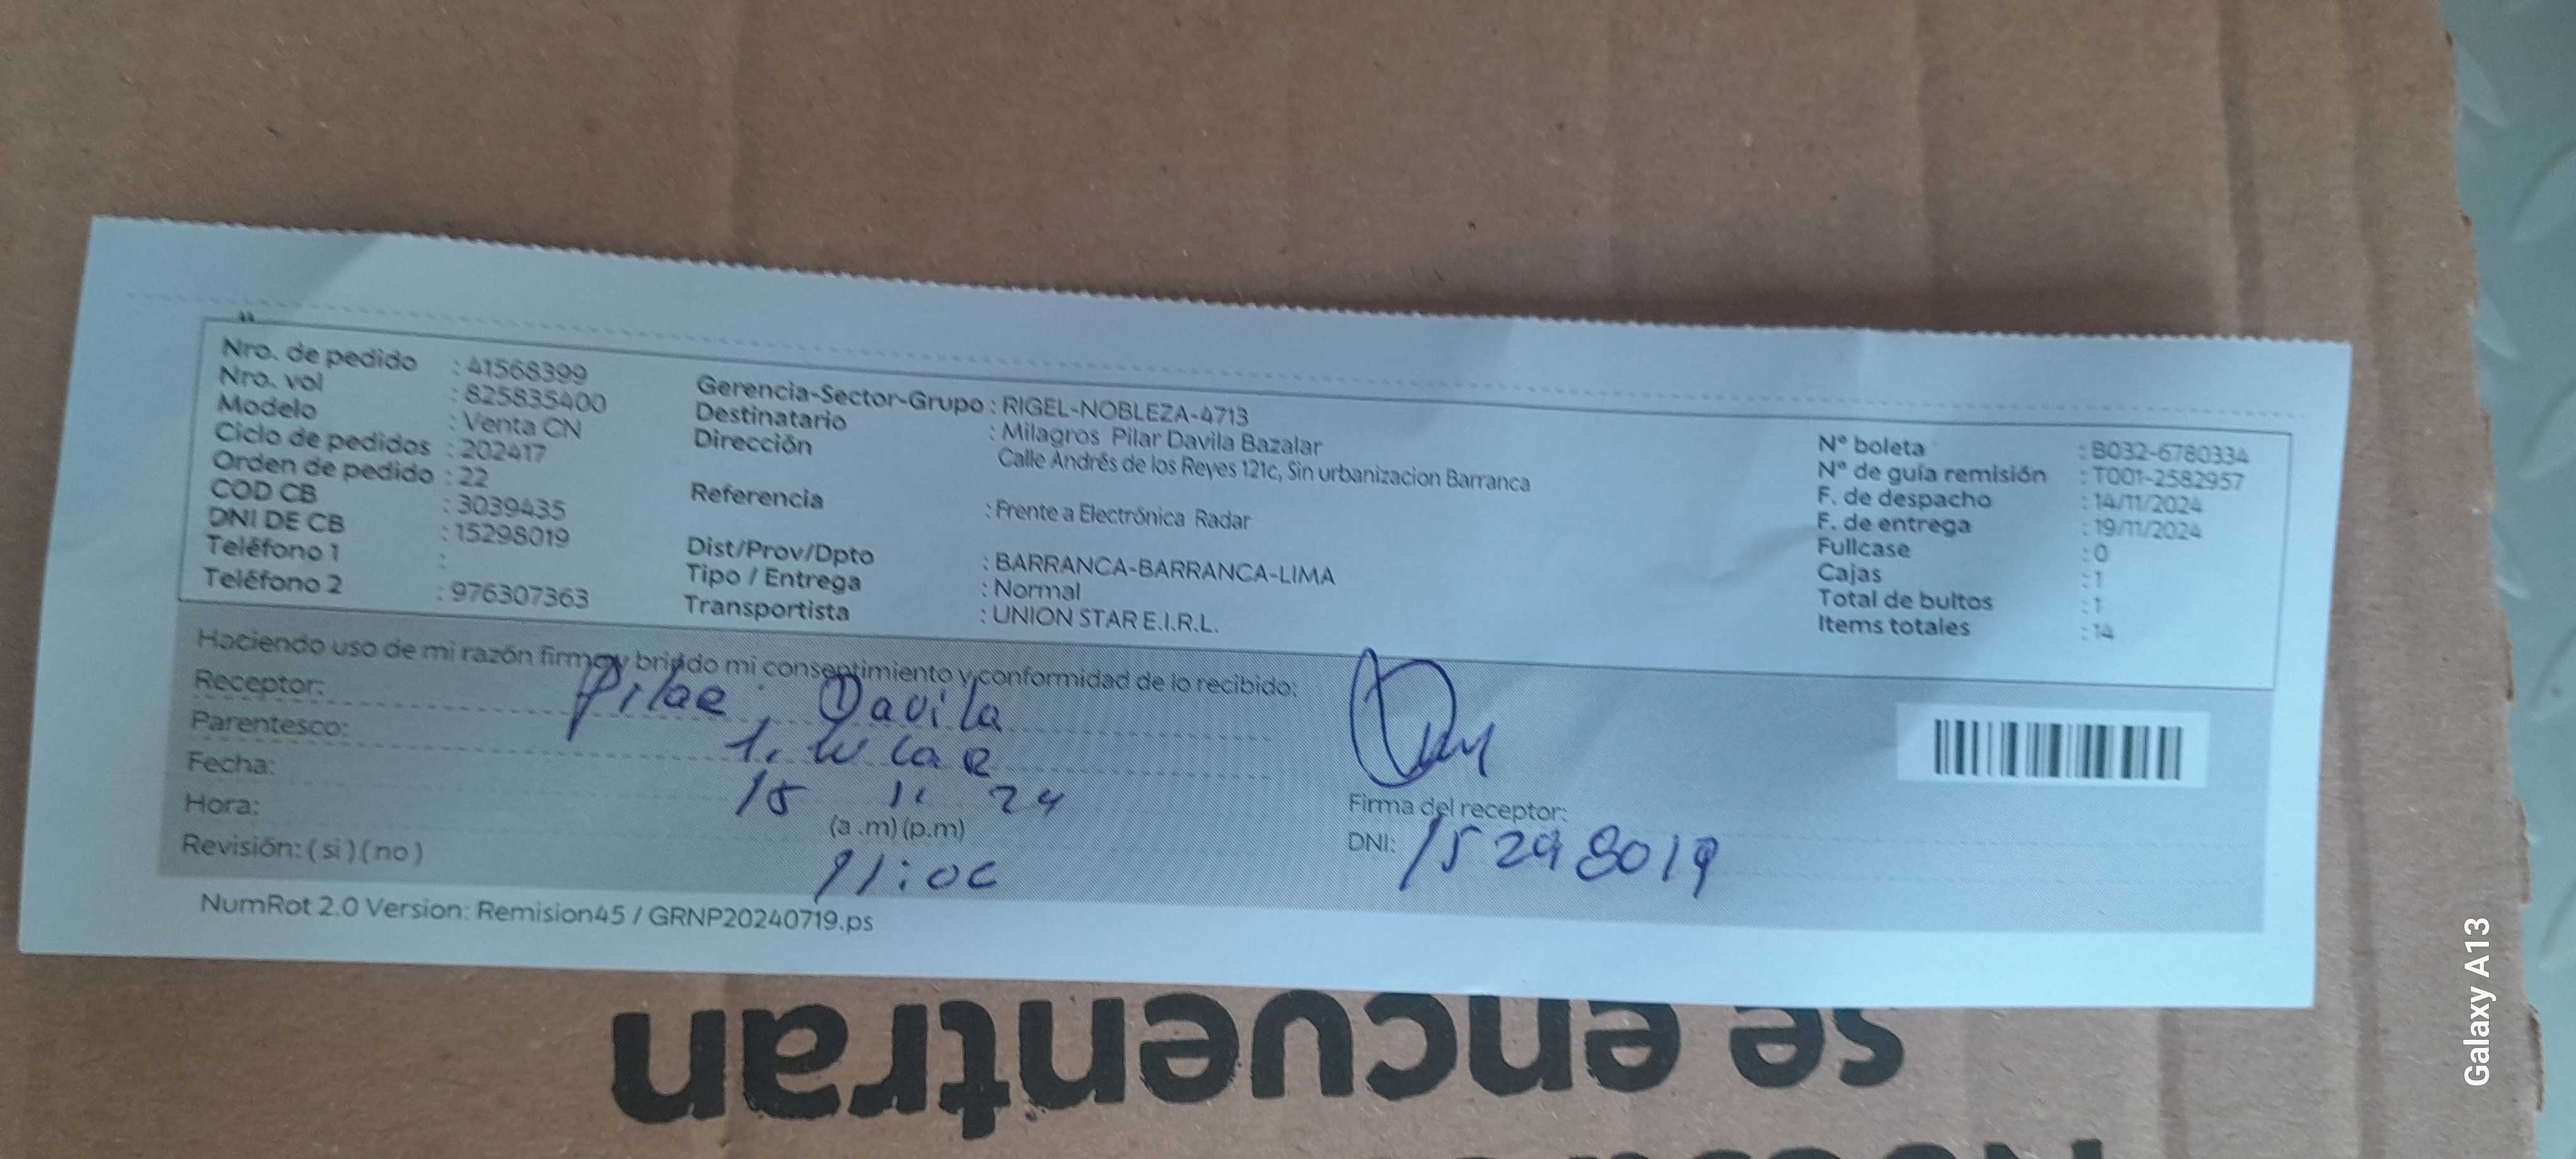 Nro. de pedido : 41568399
Nro. vol : 825835400
Modelo : Venta CN
Ciclo de pedidos : 202417
Orden de pedido : 22
COD CB : 3039435
DNI DE CB : 15298019
Teléfono 1 :
Teléfono 2 : 976307363
Gerencia-Sector-Grupo : RIGEL-NOBLEZA-4713
Destinatario : Milagros Pilar Davila Bazalar
Dirección Calle Andrés de los Reyes 121c, Sin urbanizacion Barranca
Referencia : Frente a Electrónica Radar
Dist/Prov/Dpto : BARRANCA-BARRANCA-LIMA
Tipo / Entrega : Normal
Transportista : UNION STAR E.I.R.L.
N° boleta : B032-6780334
N° de guía remisión : T001-2582957
F. de despacho : 14/11/2024
F. de entrega : 19/11/2024
Fullcase : 0
Cajas : 1
Total de bultos : 1
Items totales : 14
Haciendo uso de mi razón firmo y brindo mi consentimiento y conformidad de lo recibido:
Receptor: Pilar Davila
Parentesco:
Fecha: 15 11 24
Hora: (a .m) (p.m)
11:00
Revisión: ( si ) ( no )
Firma del receptor:
DNI: 15298019
NumRot 2.0 Version: Remision45 / GRNP20240719.ps
se encuentran
Galaxy A13